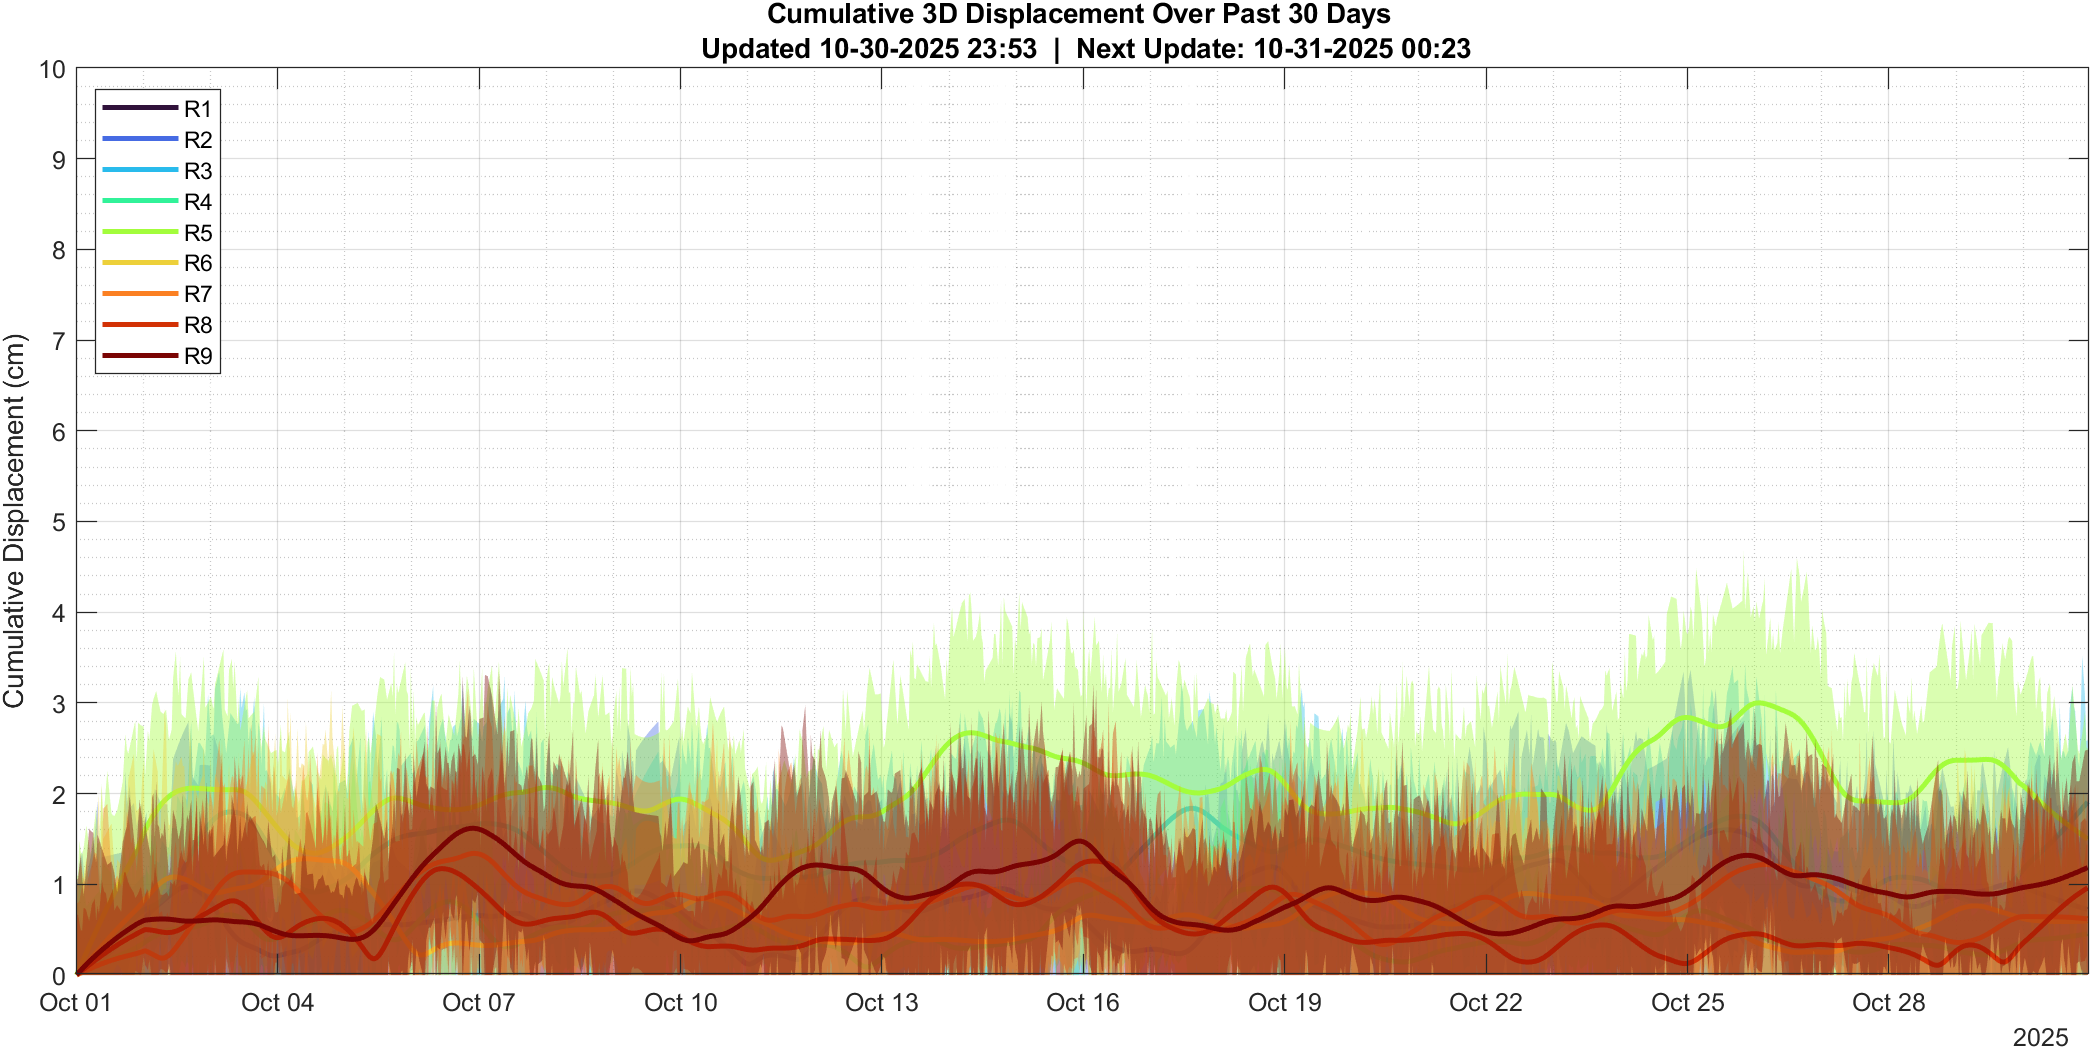 Cumulative 3D Displacement Over Past 30 Days
Updated 10-30-2025 23:53 | Next Update: 10-31-2025 00:23
Cumulative Displacement (cm)
10
9
8
7
6
5
4
3
2
1
0
R1
R2
R3
R4
R5
R6
R7
R8
R9
Oct 01 Oct 04 Oct 07 Oct 10 Oct 13 Oct 16 Oct 19 Oct 22 Oct 25 Oct 28
2025